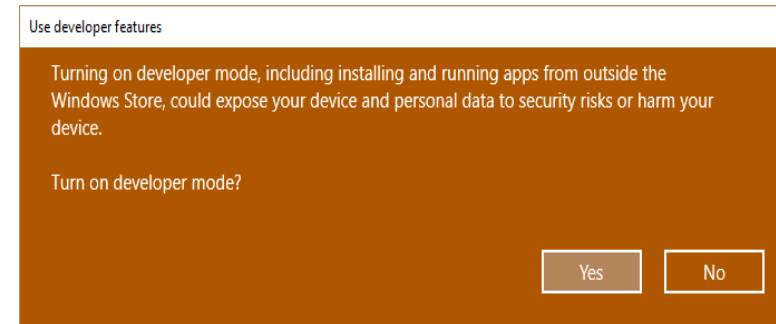 Use developer features
Turning on developer mode, including installing and running apps from outside the
Windows Store, could expose your device and personal data to security risks or harm your
device.
Turn on developer mode?
Yes
No